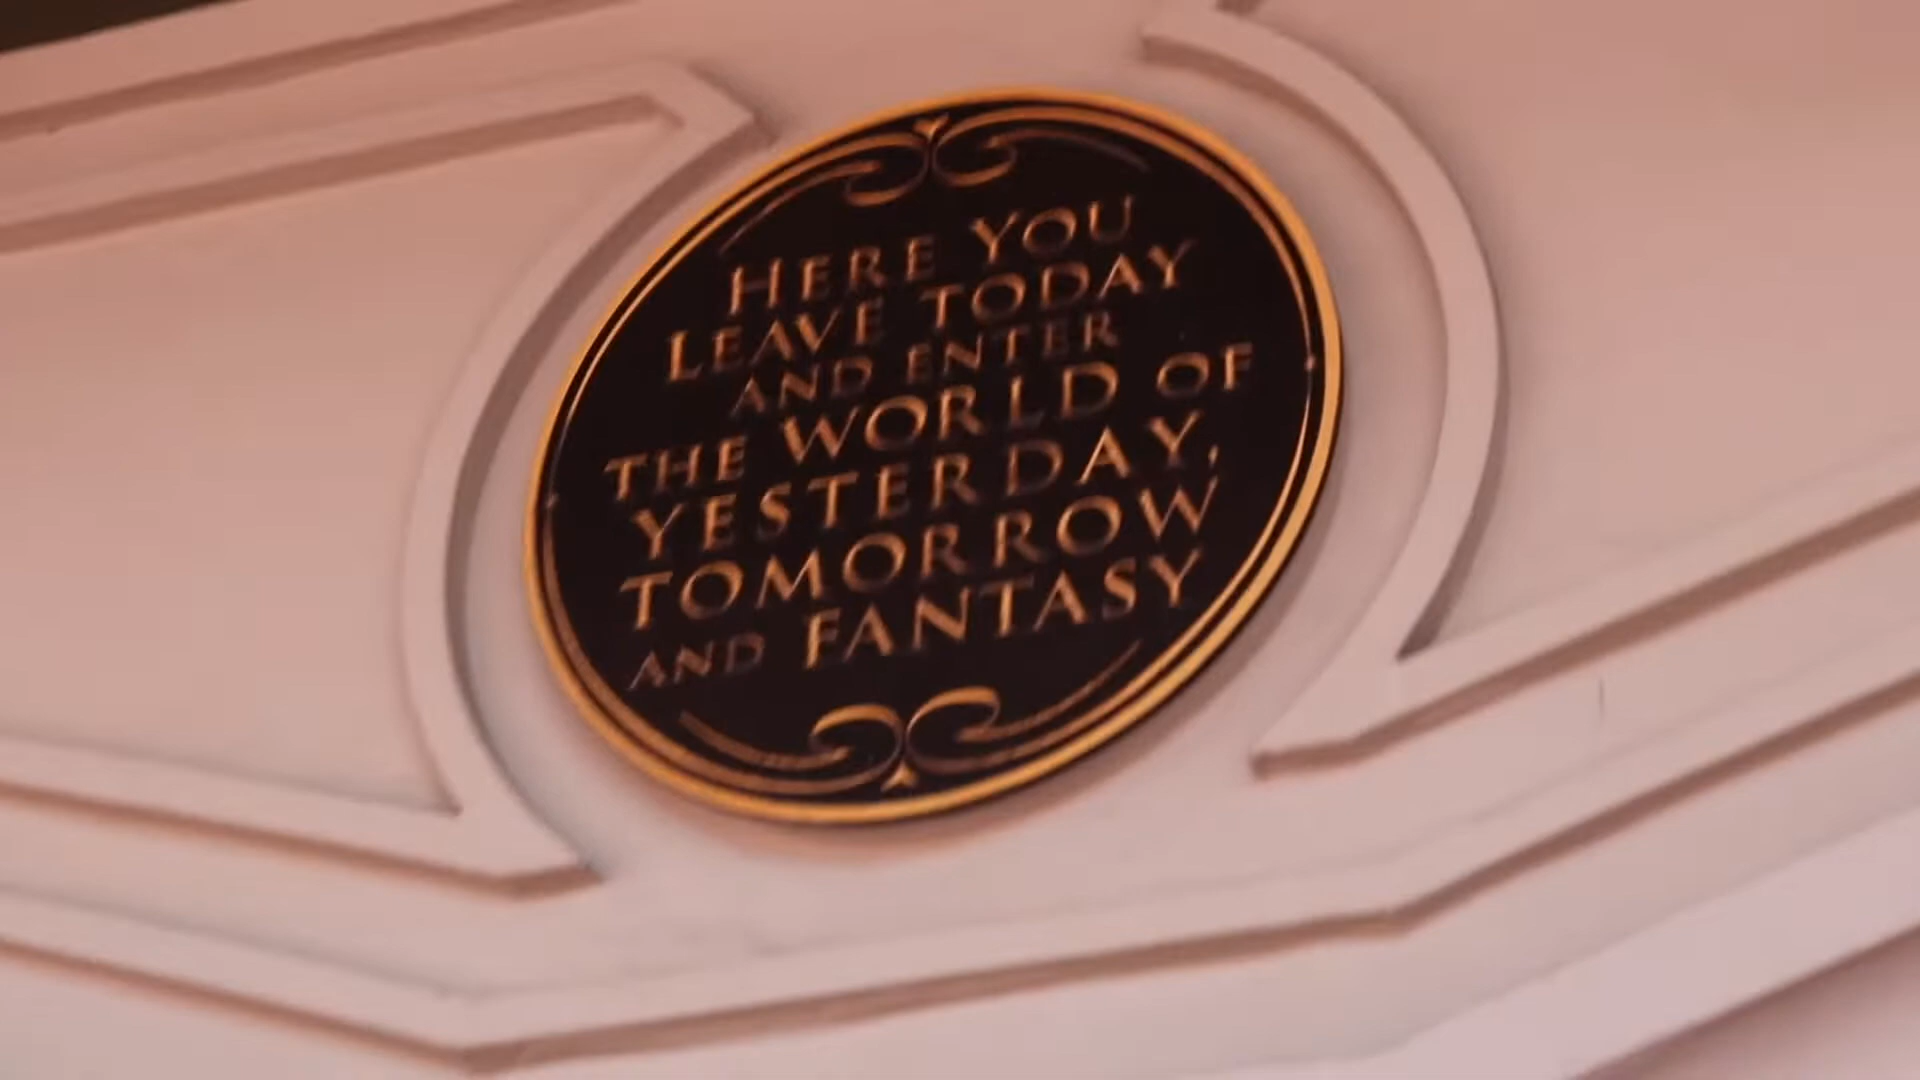 HERE YOU
LEAVE TODAY
AND ENTER
THE WORLD OF
YESTERDAY,
TOMORROW
AND FANTASY